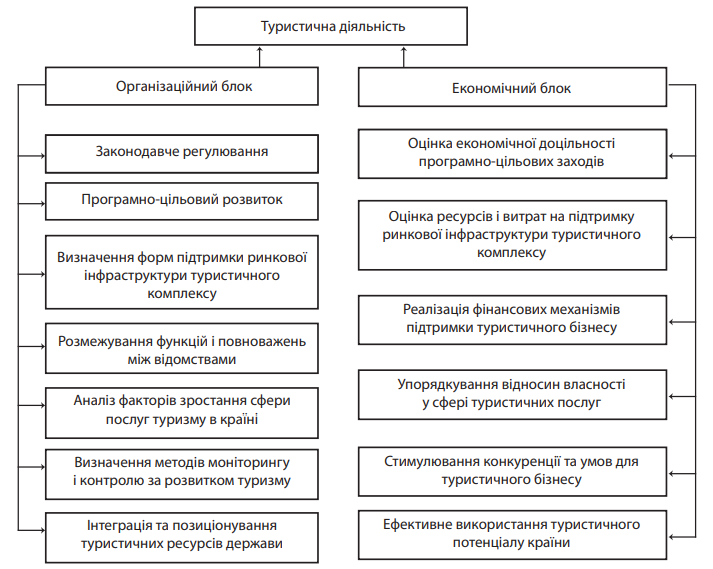 Туристична діяльність
Організаційний блок
Законодавче регулювання
Програмно-цільовий розвиток
Визначення форм підтримки ринкової
інфраструктури туристичного
комплексу
Розмежування функцій і повноважень
між відомствами
Аналіз факторів зростання сфери
послуг туризму в країні
Визначення методів моніторингу
і контролю за розвитком туризму
Інтеграція та позиціонування
туристичних ресурсів держави
Економічний блок
Оцінка економічної доцільності
програмно-цільових заходів
Оцінка ресурсів і витрат на підтримку
ринкової інфраструктури туристичного
комплексу
Реалізація фінансових механізмів
підтримки туристичного бізнесу
Упорядкування відносин власності
у сфері туристичних послуг
Стимулювання конкуренції та умов для
туристичного бізнесу
Ефективне використання туристичного
потенціалу країни